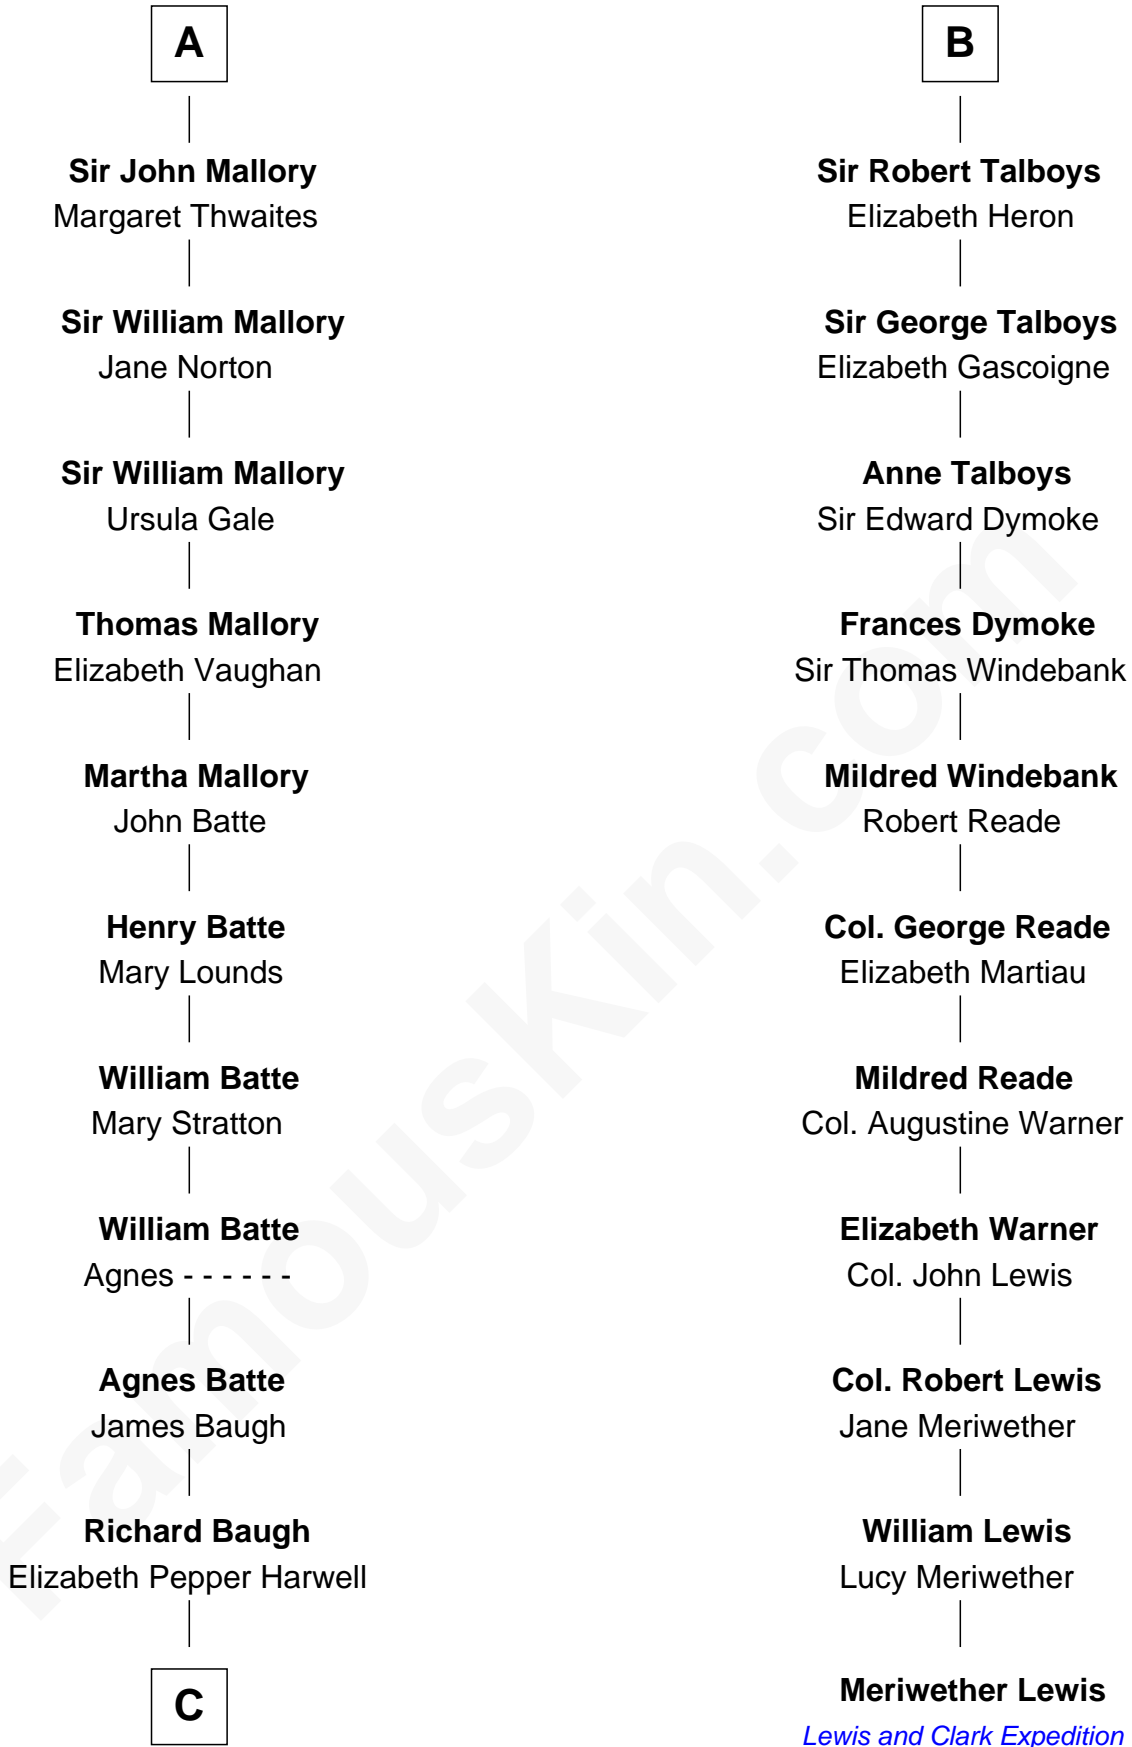 A
Sir John Mallory
Margaret Thwaites
Sir William Mallory
Jane Norton
Sir William Mallory
Ursula Gale
Thomas Mallory
Elizabeth Vaughan
Martha Mallory
John Batte
Henry Batte
Mary Lounds
William Batte
Mary Stratton
William Batte
Agnes - - - - - -
Agnes Batte
James Baugh
Richard Baugh
Elizabeth Pepper Harwell
C
B
Sir Robert Talboys
Elizabeth Heron
Sir George Talboys
Elizabeth Gascoigne
Anne Talboys
Sir Edward Dymoke
Frances Dymoke
Sir Thomas Windebank
Mildred Windebank
Robert Reade
Col. George Reade
Elizabeth Martiau
Mildred Reade
Col. Augustine Warner
Elizabeth Warner
Col. John Lewis
Col. Robert Lewis
Jane Meriwether
William Lewis
Lucy Meriwether
Meriwether Lewis
Lewis and Clark Expedition
FamousKin.com